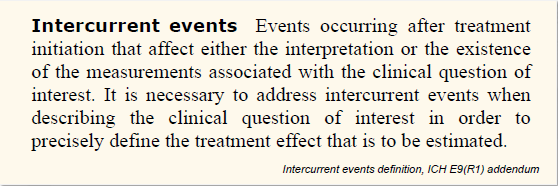 Intercurrent events Events occurring after treatment
initiation that affect either the interpretation or the existence
of the measurements associated with the clinical question of
interest. It is necessary to address intercurrent events when
describing the clinical question of interest in order to
precisely define the treatment effect that is to be estimated.
Intercurrent events definition, ICH E9(R1) addendum